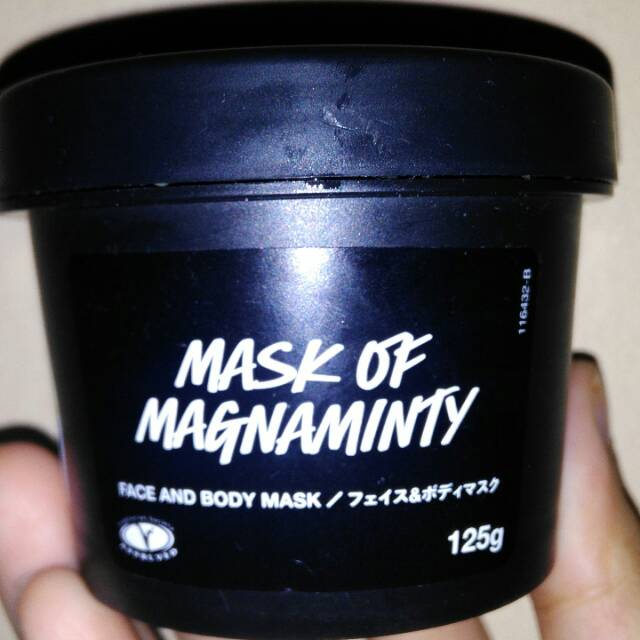 MASK OF
MAGNAMINTY
FACE AND BODY MASK / フェイス&ボディマスク
125g
116432-B
APPROVED